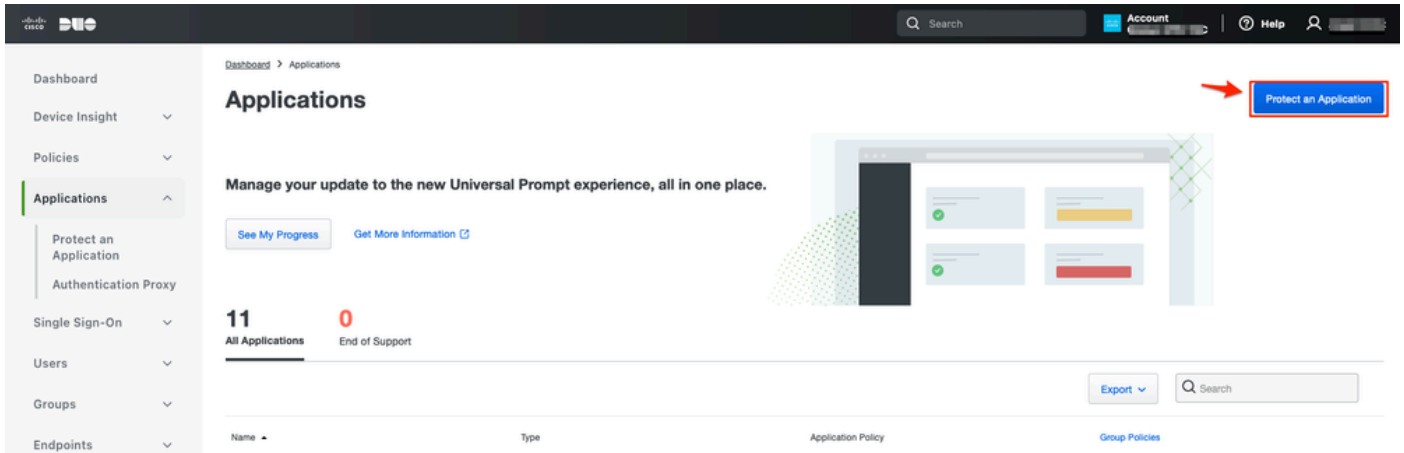 cisco DUO Search Account Help
Dashboard > Applications
Dashboard
Applications
Protect an Application
Device Insight
Policies
Applications
Manage your update to the new Universal Prompt experience, all in one place.
See My Progress Get More Information
Protect an
Application
Authentication Proxy
Single Sign-On
11 0
All Applications End of Support
Users
Export Search
Groups
Name Type Application Policy Group Policies
Endpoints